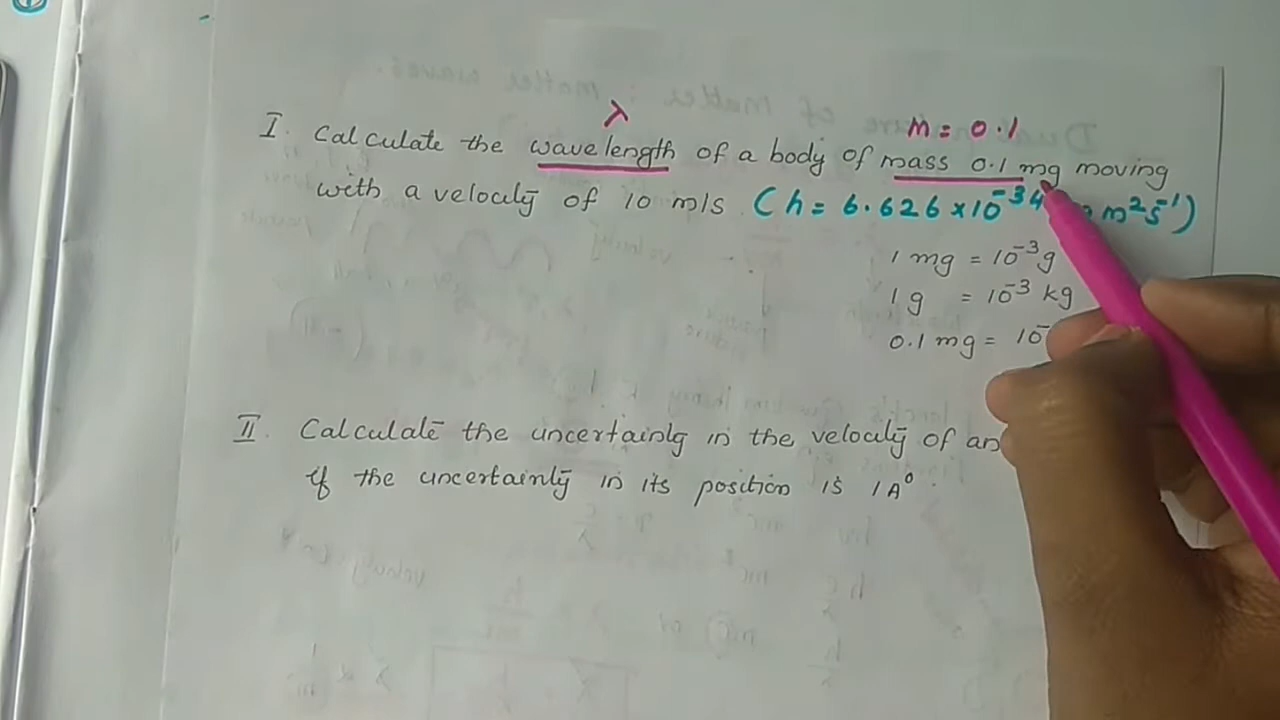 λ
M = 0.1
I. Calculate the wavelength of a body of mass 0.1 mg moving
with a velocity of 10 m/s (h = 6.626 × 10⁻³⁴ m² s⁻¹)
1 mg = 10⁻³ g
1 g = 10⁻³ kg
0.1 mg = 10⁻
II. Calculate the uncertainty in the velocity of an
if the uncertainty in its position is 1A⁰.